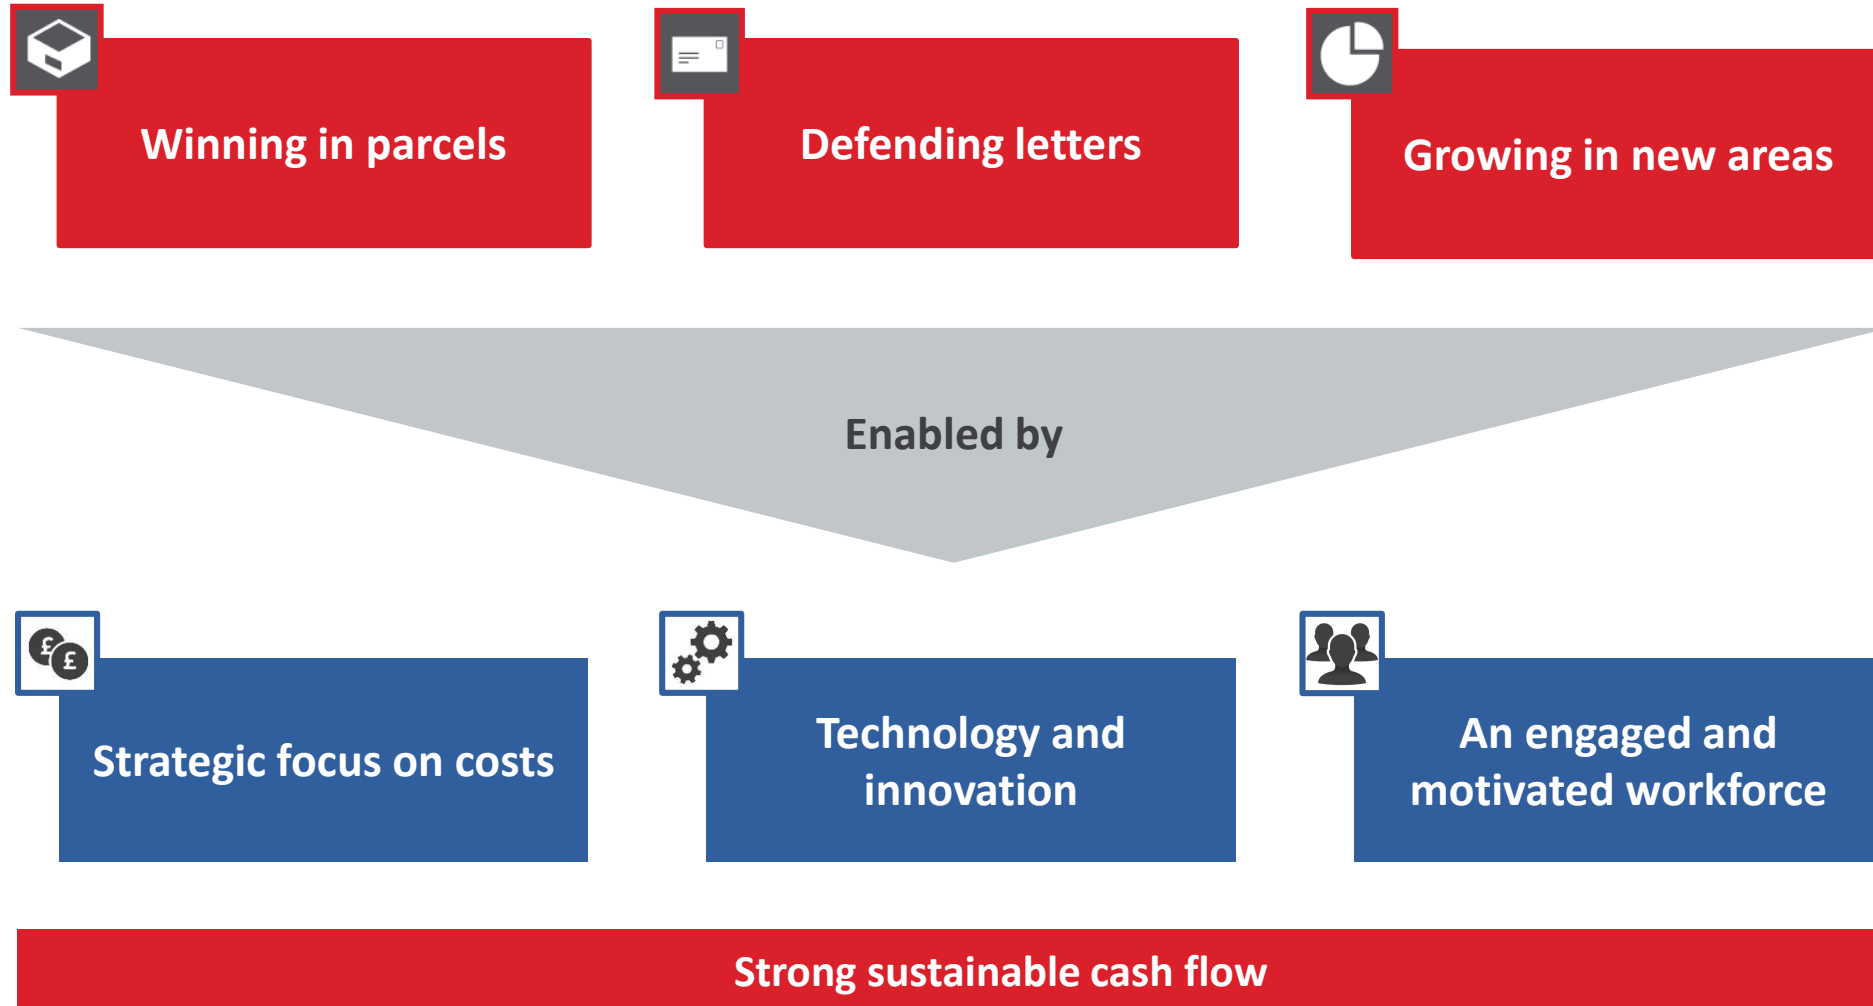 Winning in parcels
Defending letters
Growing in new areas
Enabled by
£
£
Strategic focus on costs
Technology and
innovation
An engaged and
motivated workforce
Strong sustainable cash flow